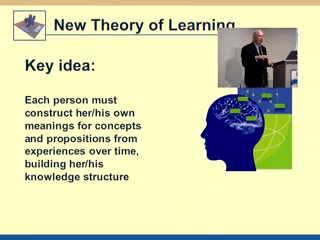 New Theory of Learning
Key idea:
Each person must
construct her/his own
meanings for concepts
and propositions from
experiences over time,
building her/his
knowledge structure